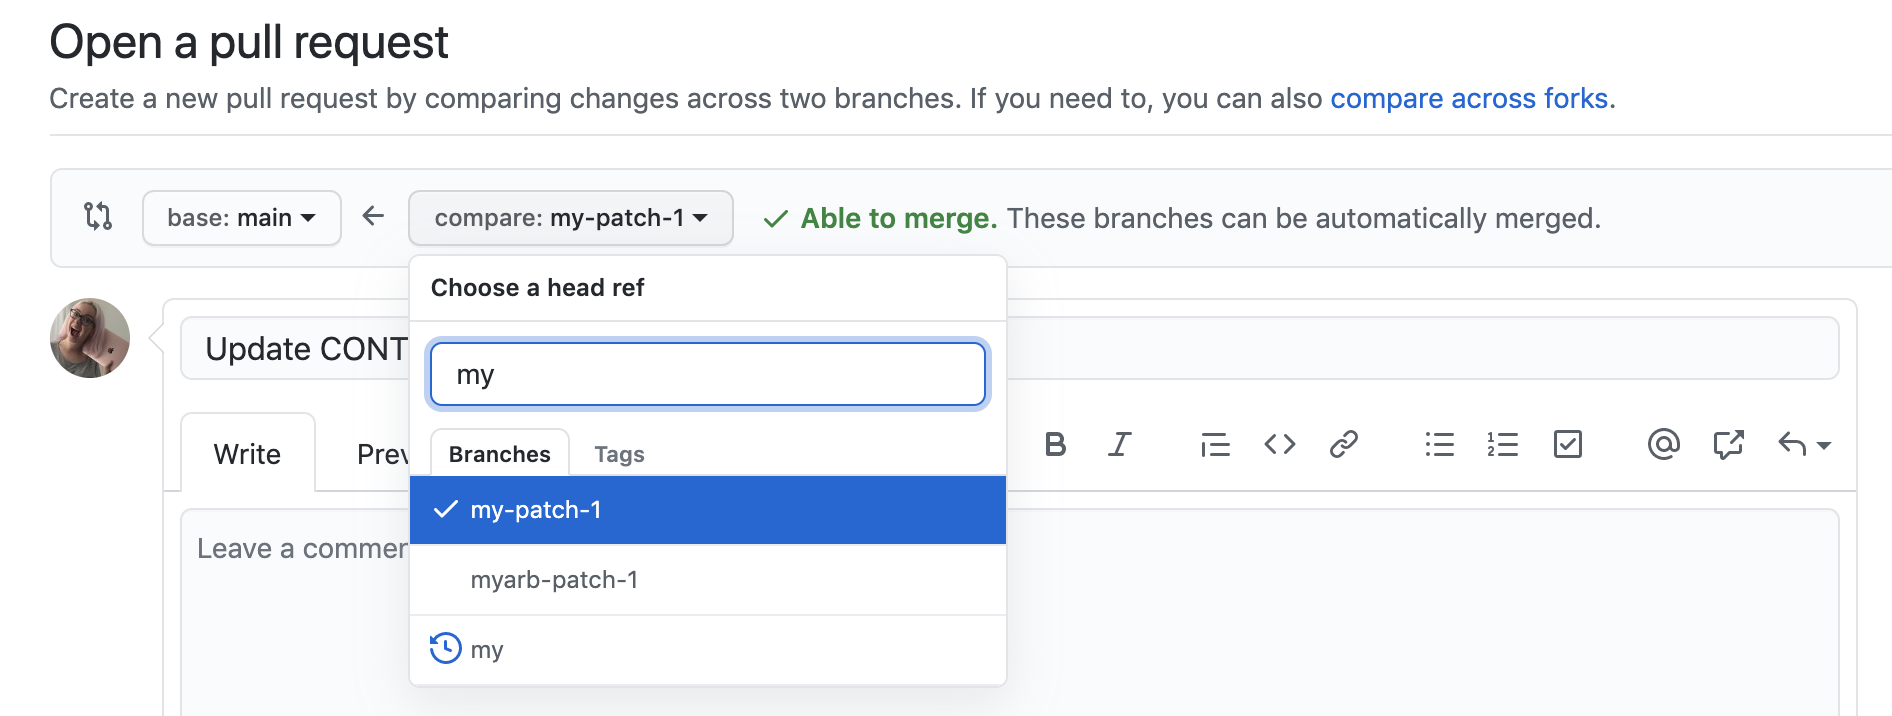 Open a pull request
Create a new pull request by comparing changes across two branches. If you need to, you can also compare across forks.
base: main compare: my-patch-1 Able to merge. These branches can be automatically merged.
Choose a head ref
Update CONT
my
Write Prev
Branches Tags
my-patch-1
Leave a commen
myarb-patch-1
my